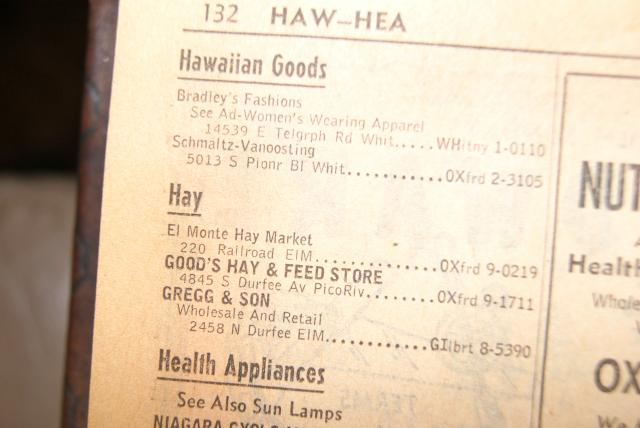 132 HAW–HEA
Hawaiian Goods
Bradley's Fashions
See Ad-Women's Wearing Apparel
14539 E Telgrph Rd Whit.....WHitny 1-0110
Schmaltz-Vanoosting
5013 S Pionr Bl Whit...........OXfrd 2-3105
Hay
El Monte Hay Market
220 Railroad ElM..............OXfrd 9-0219
GOOD'S HAY & FEED STORE
4845 S Durfee Av PicoRiv........OXfrd 9-1711
GREGG & SON
Wholesale And Retail
2458 N Durfee ElM............GIlbrt 8-5390
Health Appliances
See Also Sun Lamps
NIAGARA
NUT
Health
Whole
OX